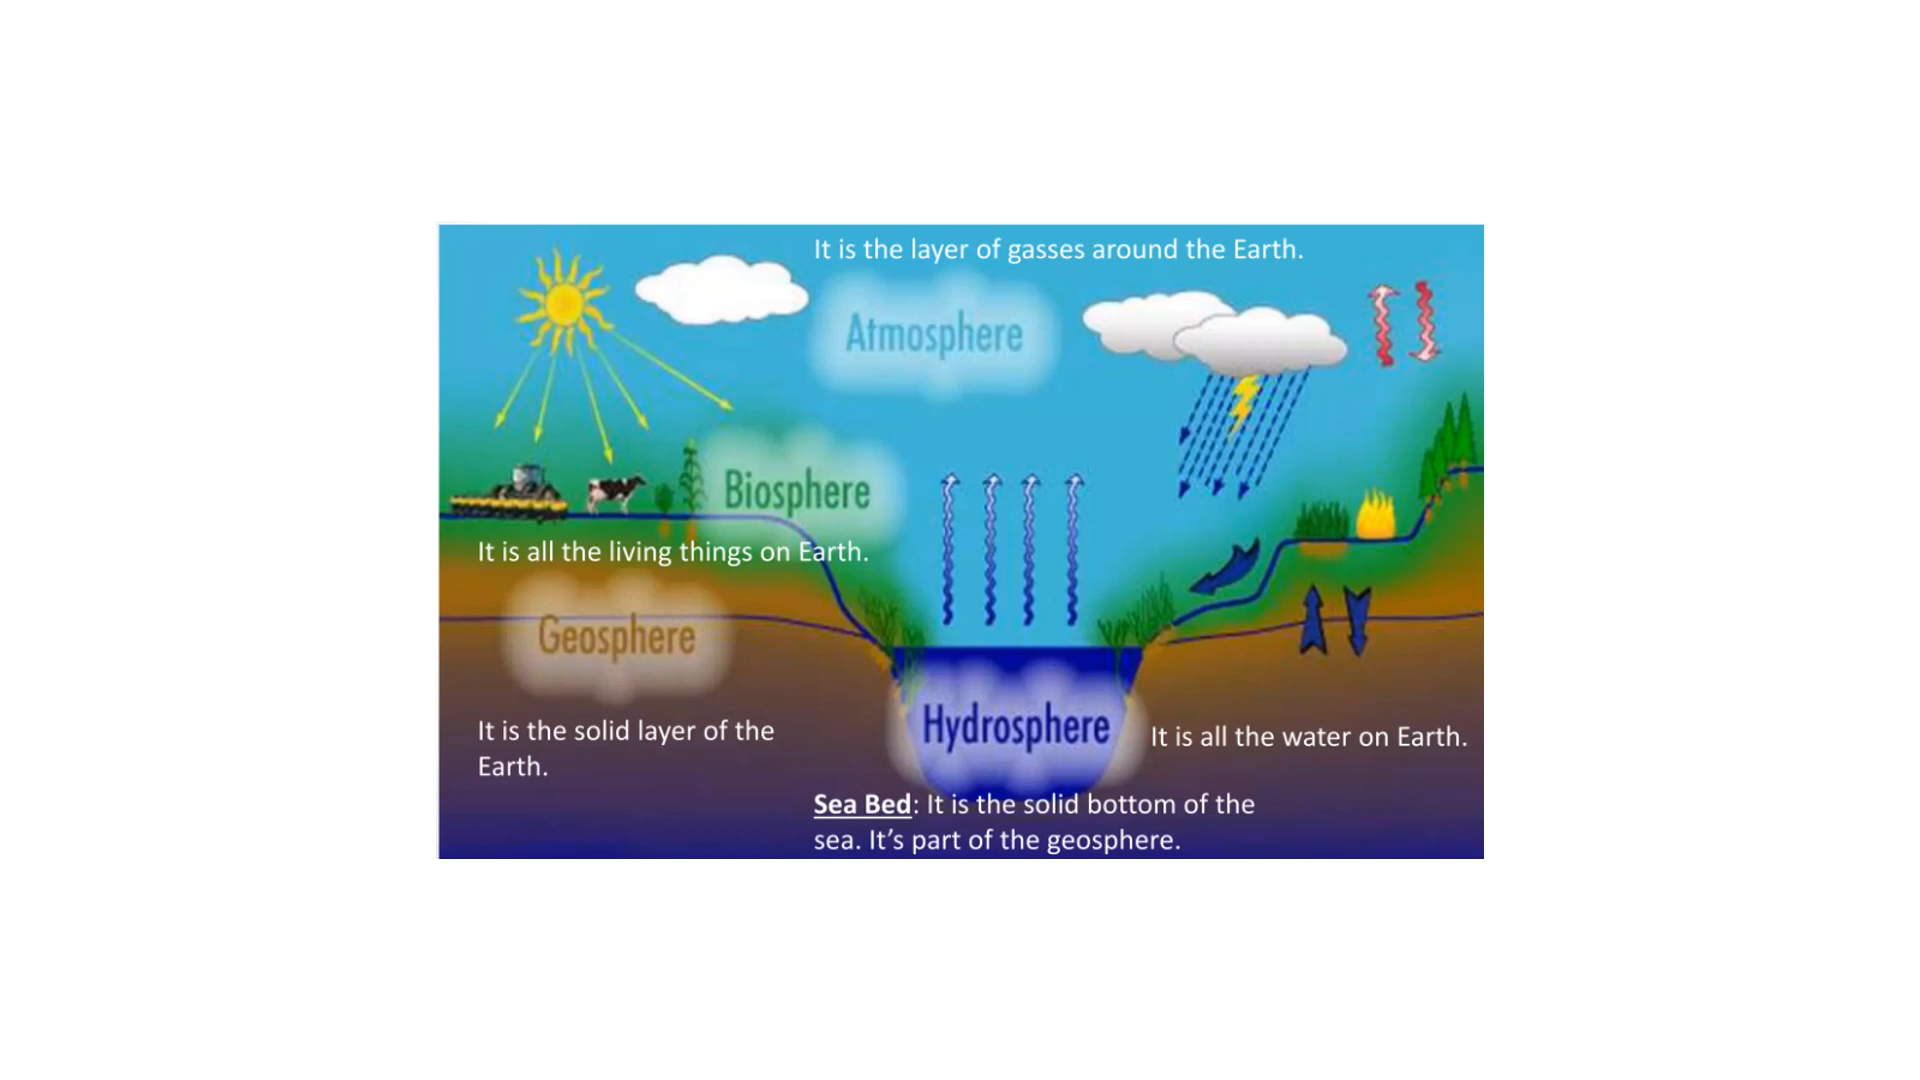 It is the layer of gasses around the Earth.
Atmosphere
Biosphere
It is all the living things on Earth.
Geosphere
It is the solid layer of the
Earth.
Hydrosphere
It is all the water on Earth.
Sea Bed: It is the solid bottom of the
sea. It’s part of the geosphere.